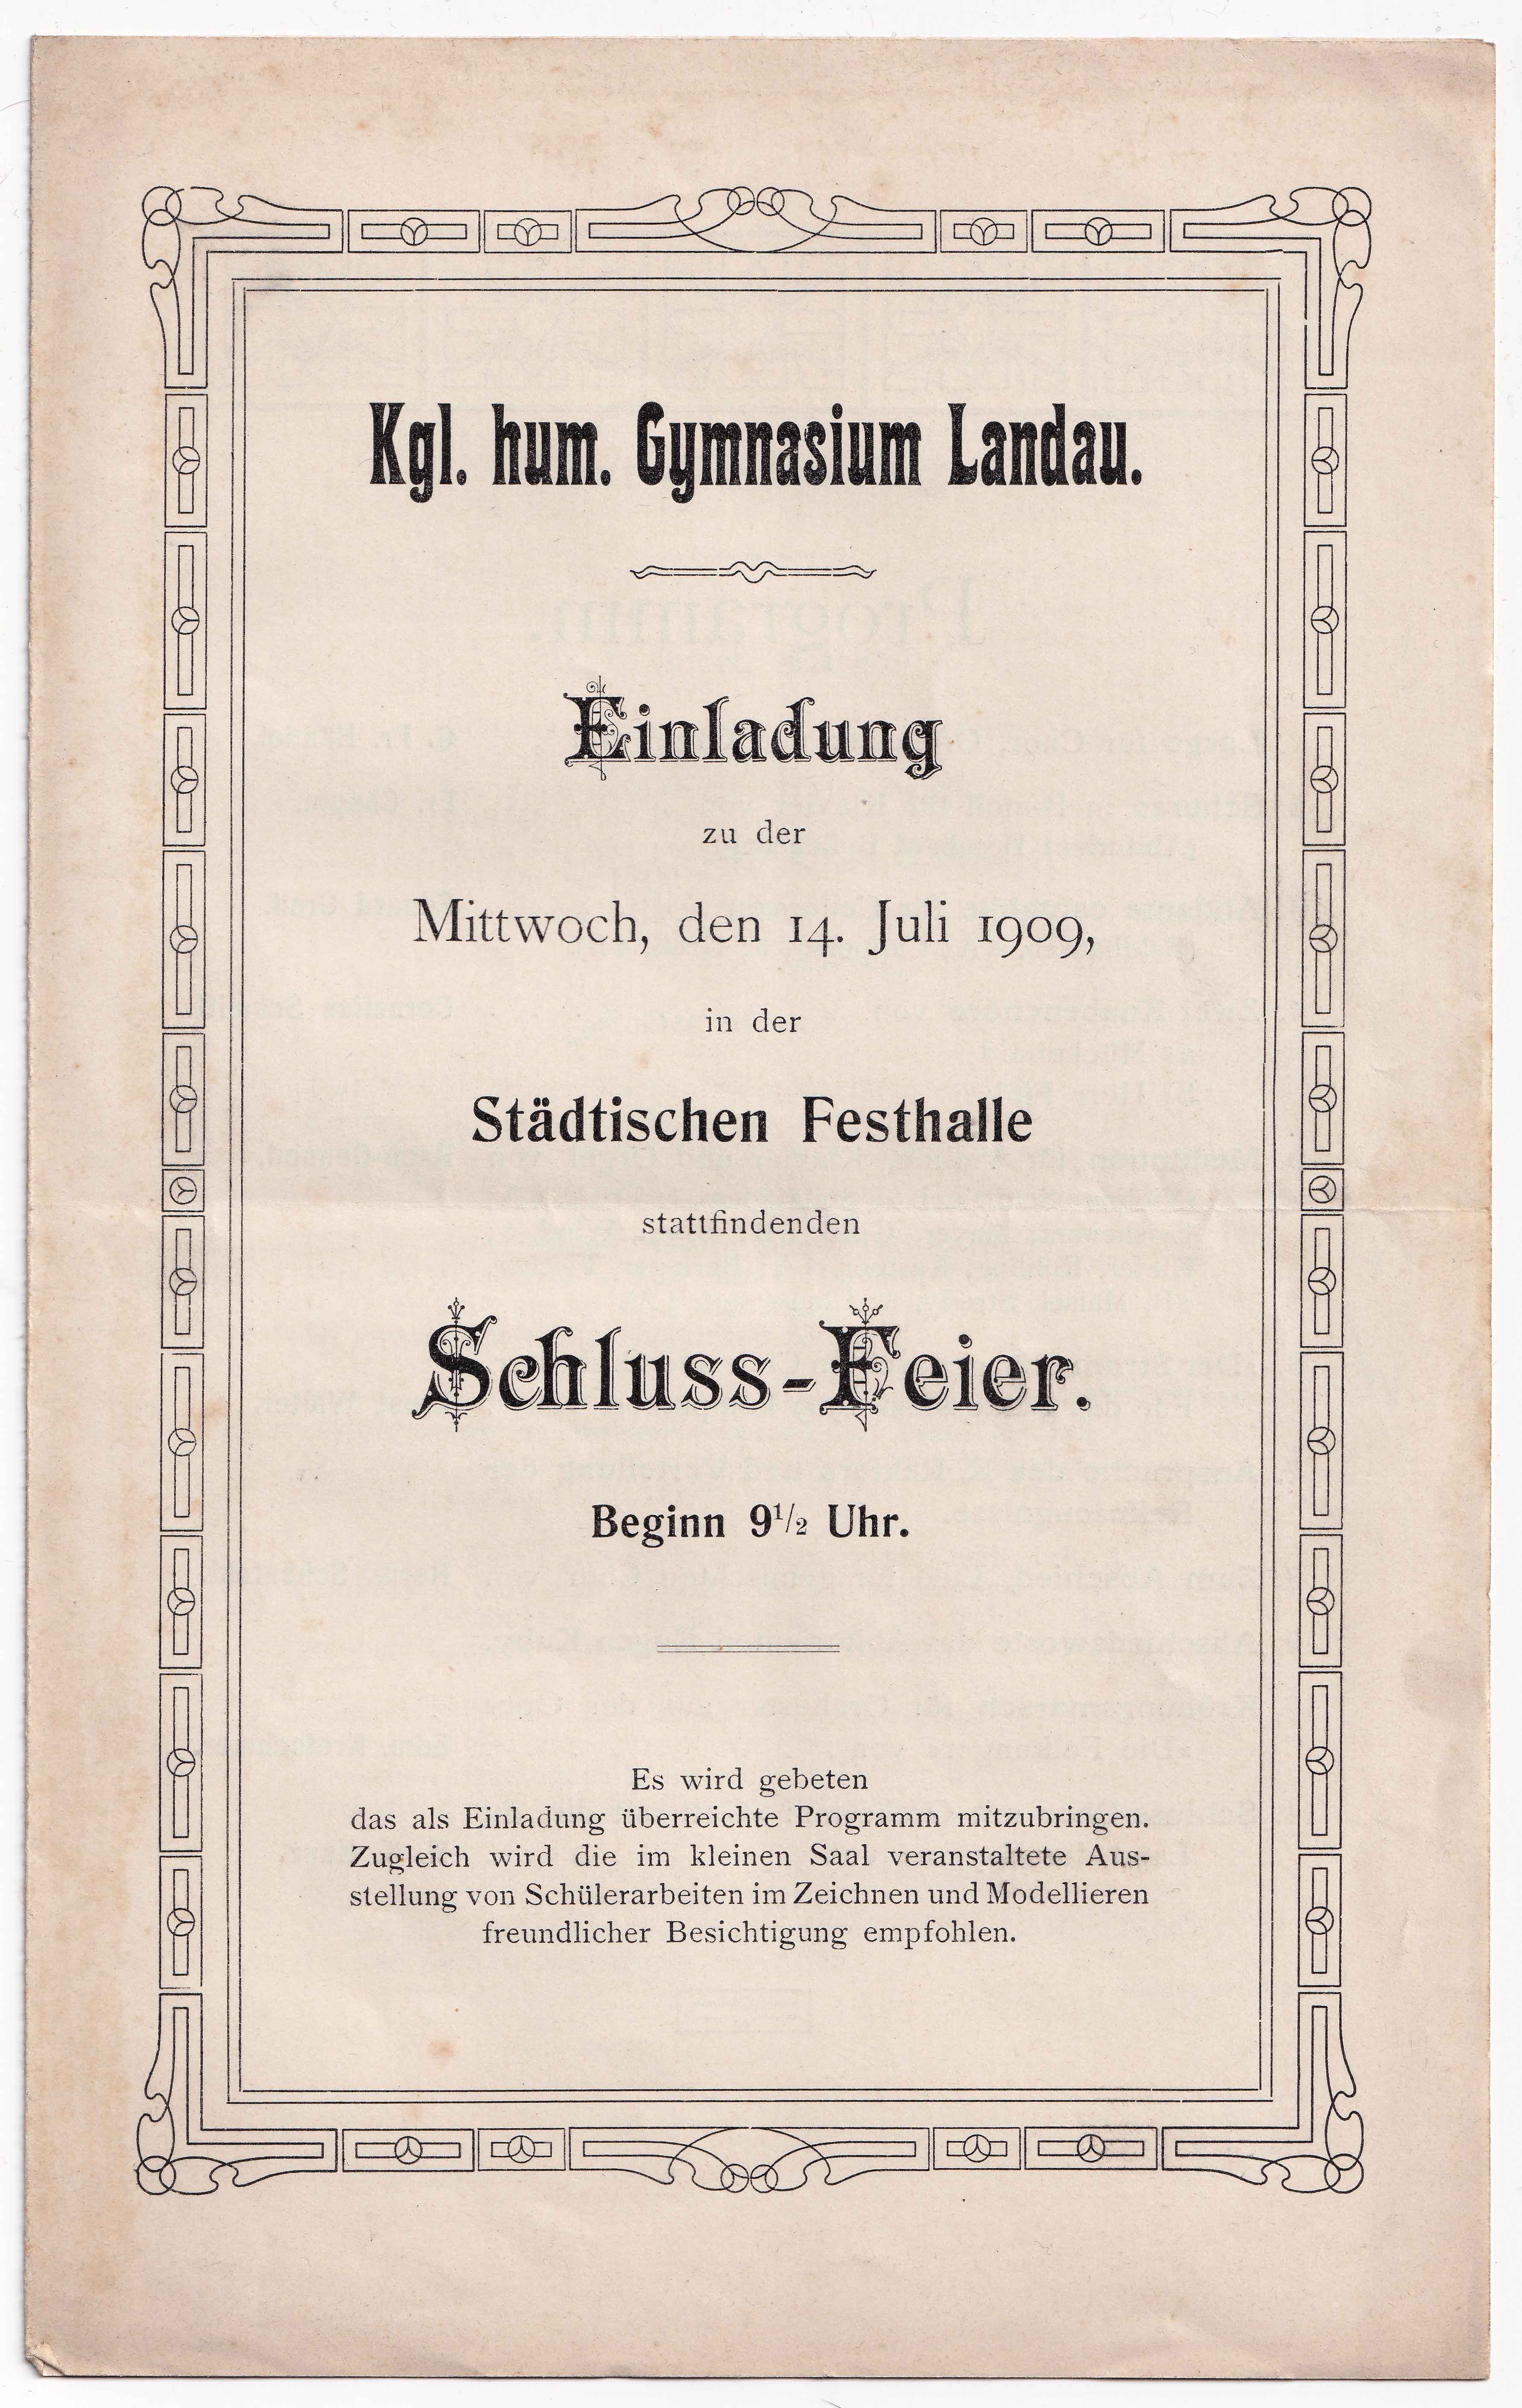 Kgl. hum. Gymnasium Landau.
Einladung
zu der
Mittwoch, den 14. Juli 1909,
in der
Städtischen Festhalle
stattfindenden
Schluss-Feier.
Beginn 9¹/₂ Uhr.
Es wird gebeten
das als Einladung überreichte Programm mitzubringen.
Zugleich wird die im kleinen Saal veranstaltete Aus-
stellung von Schülerarbeiten im Zeichnen und Modellieren
freundlicher Besichtigung empfohlen.